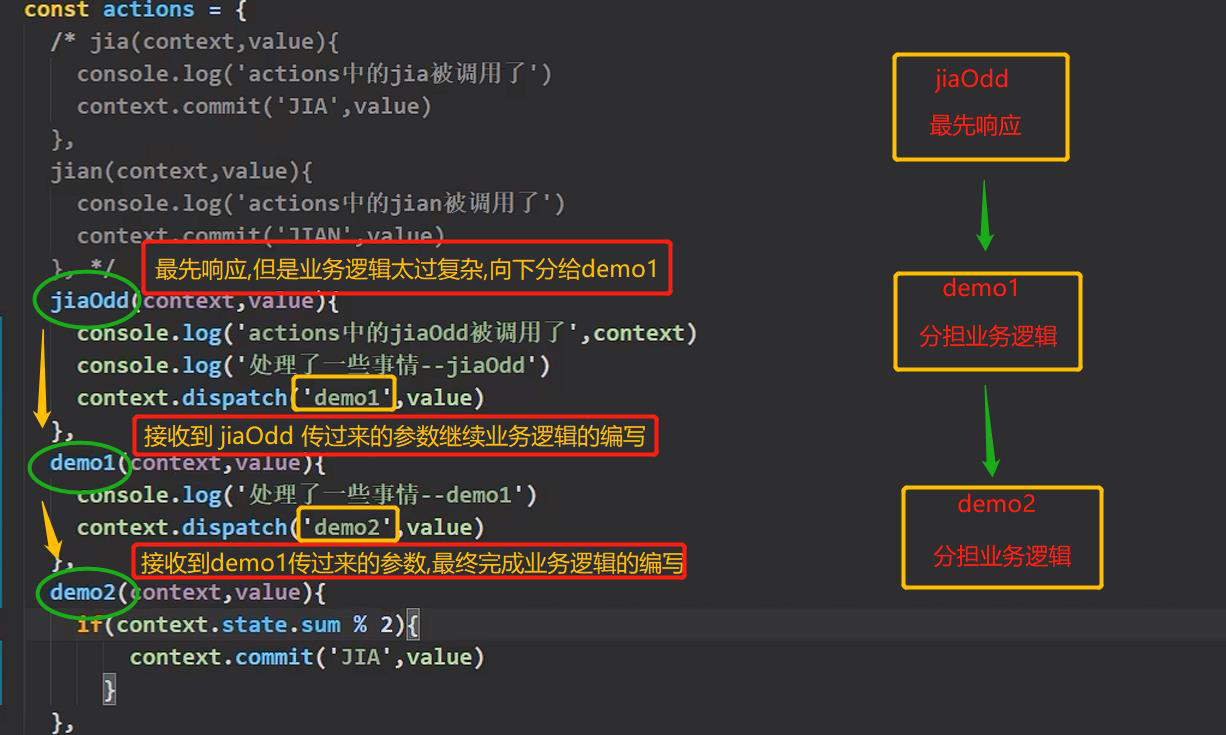 const actions = {
/* jia(context,value){
console.log('actions中的jia被调用了')
context.commit('JIA',value)
},
jian(context,value){
console.log('actions中的jian被调用了')
context.commit('JIAN',value)
}, */
最先响应,但是业务逻辑太过复杂,向下分给demo1
jiaOdd(context,value){
console.log('actions中的jiaOdd被调用了',context)
console.log('处理了一些事情--jiaOdd')
context.dispatch('demo1',value)
},
接收到 jiaOdd 传过来的参数继续业务逻辑的编写
demo1(context,value){
console.log('处理了一些事情--demo1')
context.dispatch('demo2',value)
},
接收到demo1传过来的参数,最终完成业务逻辑的编写
demo2(context,value){
if(context.state.sum % 2){
context.commit('JIA',value)
}
},
jiaOdd
最先响应
demo1
分担业务逻辑
demo2
分担业务逻辑